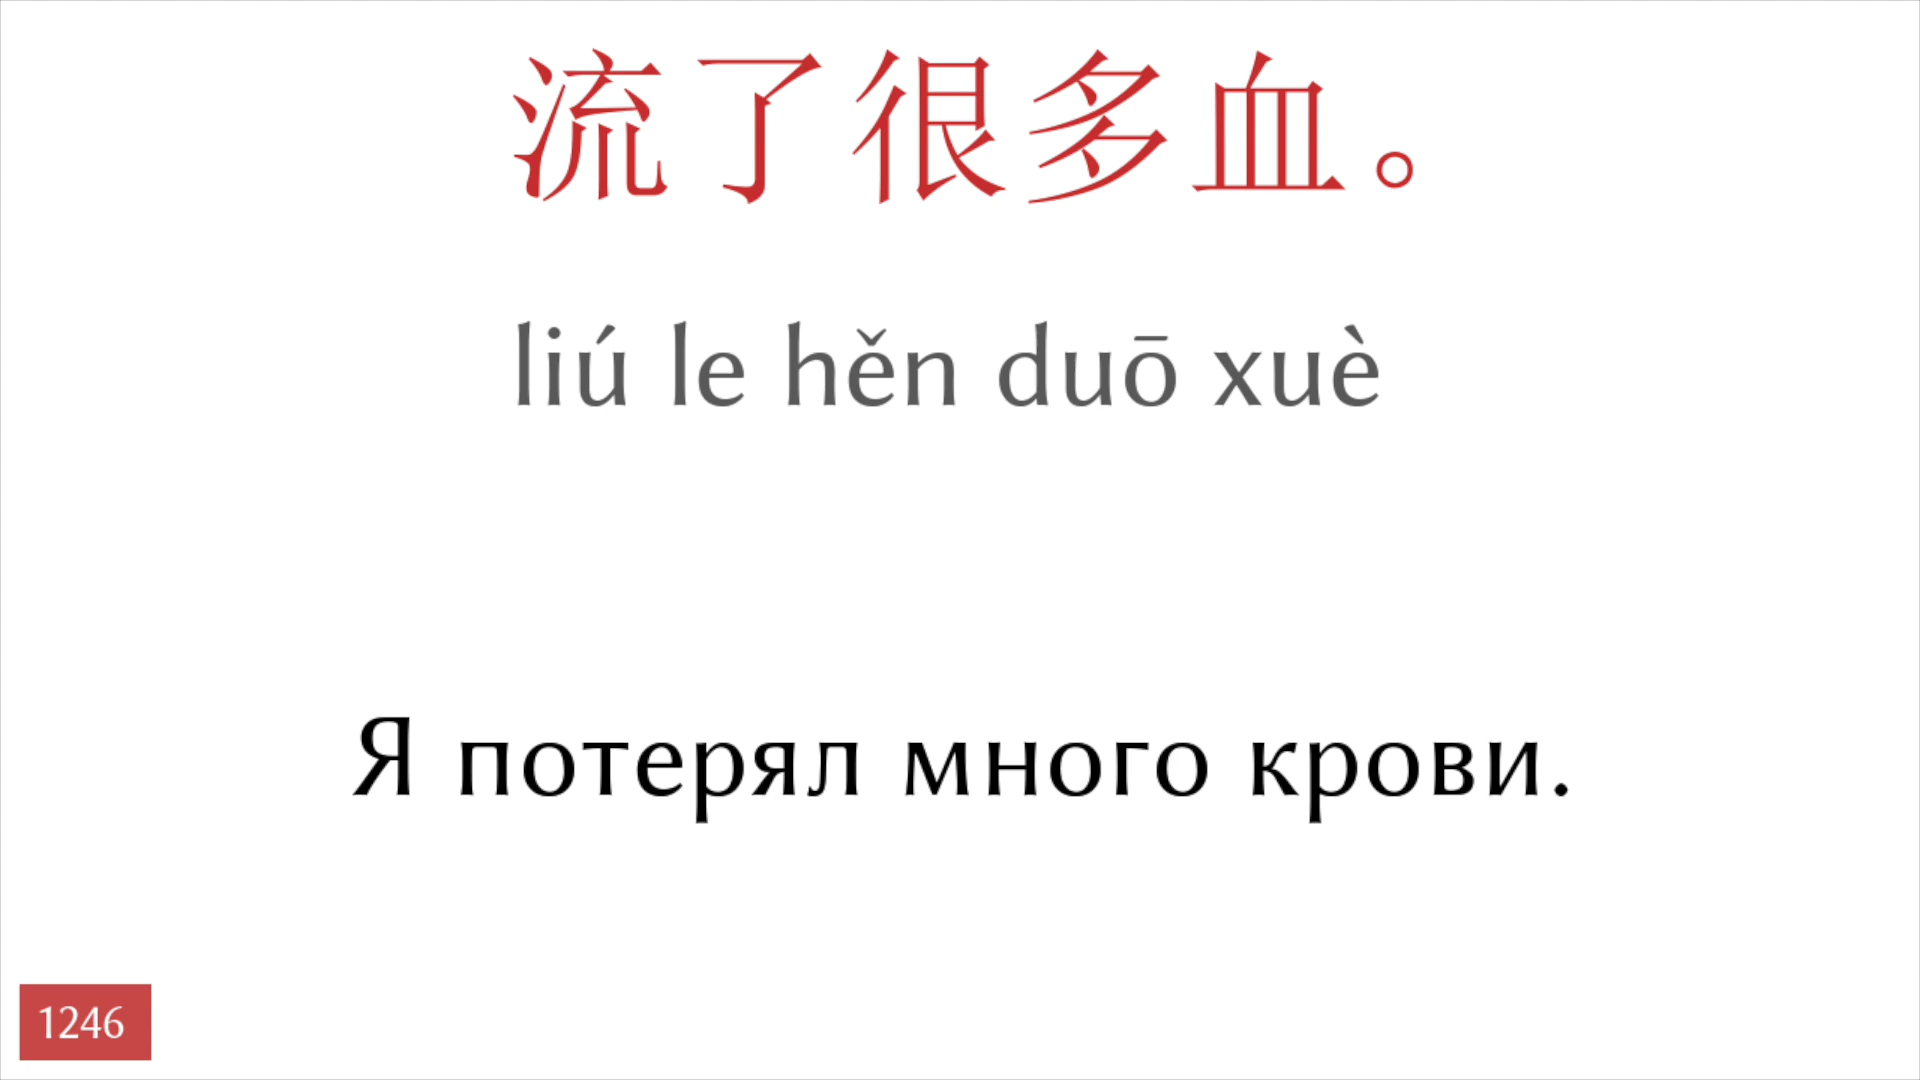 流了很多血。
liú le hěn duō xuè
Я потерял много крови.
1246